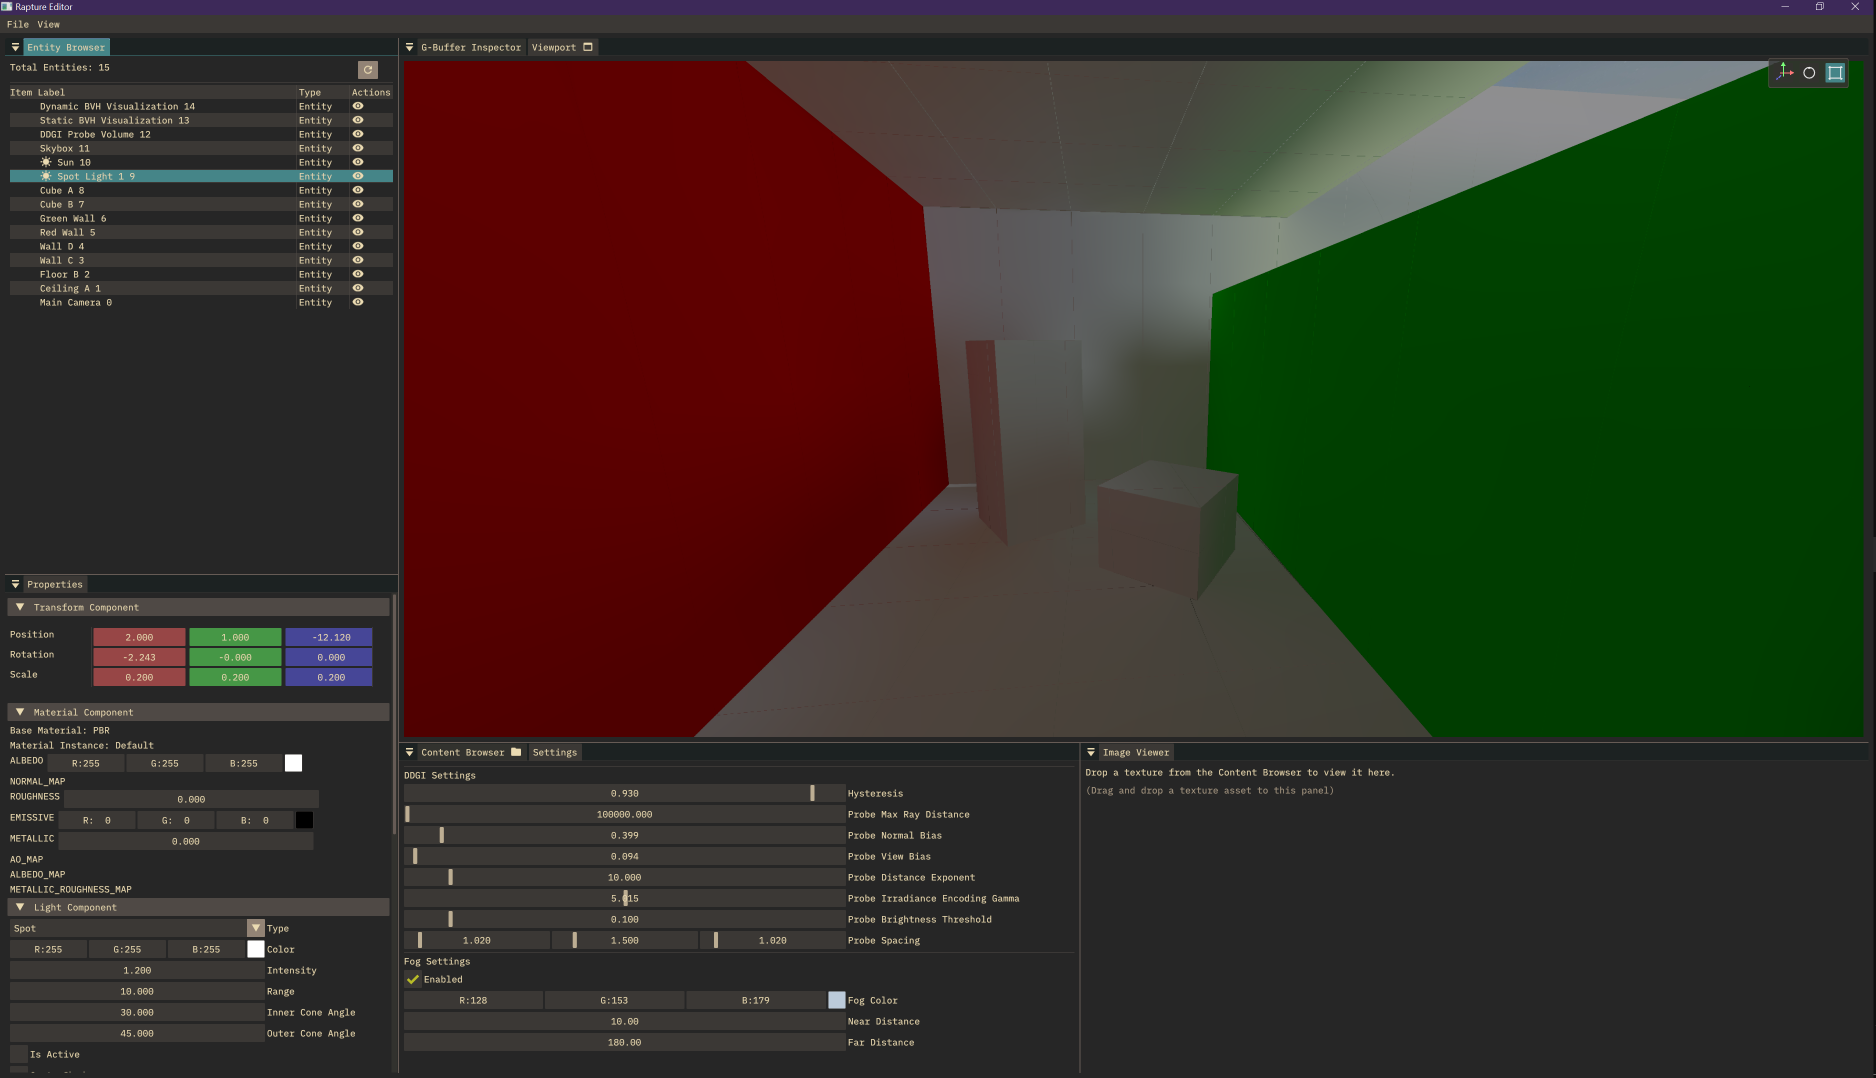 Rapture Editor
File View
Entity Browser
Total Entities: 15
Item Label Type Actions
Dynamic BVH Visualization 14 Entity
Static BVH Visualization 13 Entity
DDGI Probe Volume 12 Entity
Skybox 11 Entity
Sun 10 Entity
Spot Light 1 9 Entity
Cube A 8 Entity
Cube B 7 Entity
Green Wall 6 Entity
Red Wall 5 Entity
Wall D 4 Entity
Wall C 3 Entity
Floor B 2 Entity
Ceiling A 1 Entity
Main Camera 0 Entity
Properties
Transform Component
Position 2.000 1.000 -12.120
Rotation -2.243 -0.000 0.000
Scale 0.200 0.200 0.200
Material Component
Base Material: PBR
Material Instance: Default
ALBEDO R:255 G:255 B:255
NORMAL_MAP
ROUGHNESS 0.000
EMISSIVE R: 0 G: 0 B: 0
METALLIC 0.000
AO_MAP
ALBEDO_MAP
METALLIC_ROUGHNESS_MAP
Light Component
Spot Type
R:255 G:255 B:255 Color
1.200 Intensity
10.000 Range
30.000 Inner Cone Angle
45.000 Outer Cone Angle
Is Active
G-Buffer Inspector Viewport
Content Browser Settings
DDGI Settings
0.930 Hysteresis
100000.000 Probe Max Ray Distance
0.399 Probe Normal Bias
0.094 Probe View Bias
10.000 Probe Distance Exponent
5.015 Probe Irradiance Encoding Gamma
0.100 Probe Brightness Threshold
1.020 1.500 1.020 Probe Spacing
Fog Settings
Enabled
R:128 G:153 B:179 Fog Color
10.00 Near Distance
180.00 Far Distance
Image Viewer
Drop a texture from the Content Browser to view it here.
(Drag and drop a texture asset to this panel)